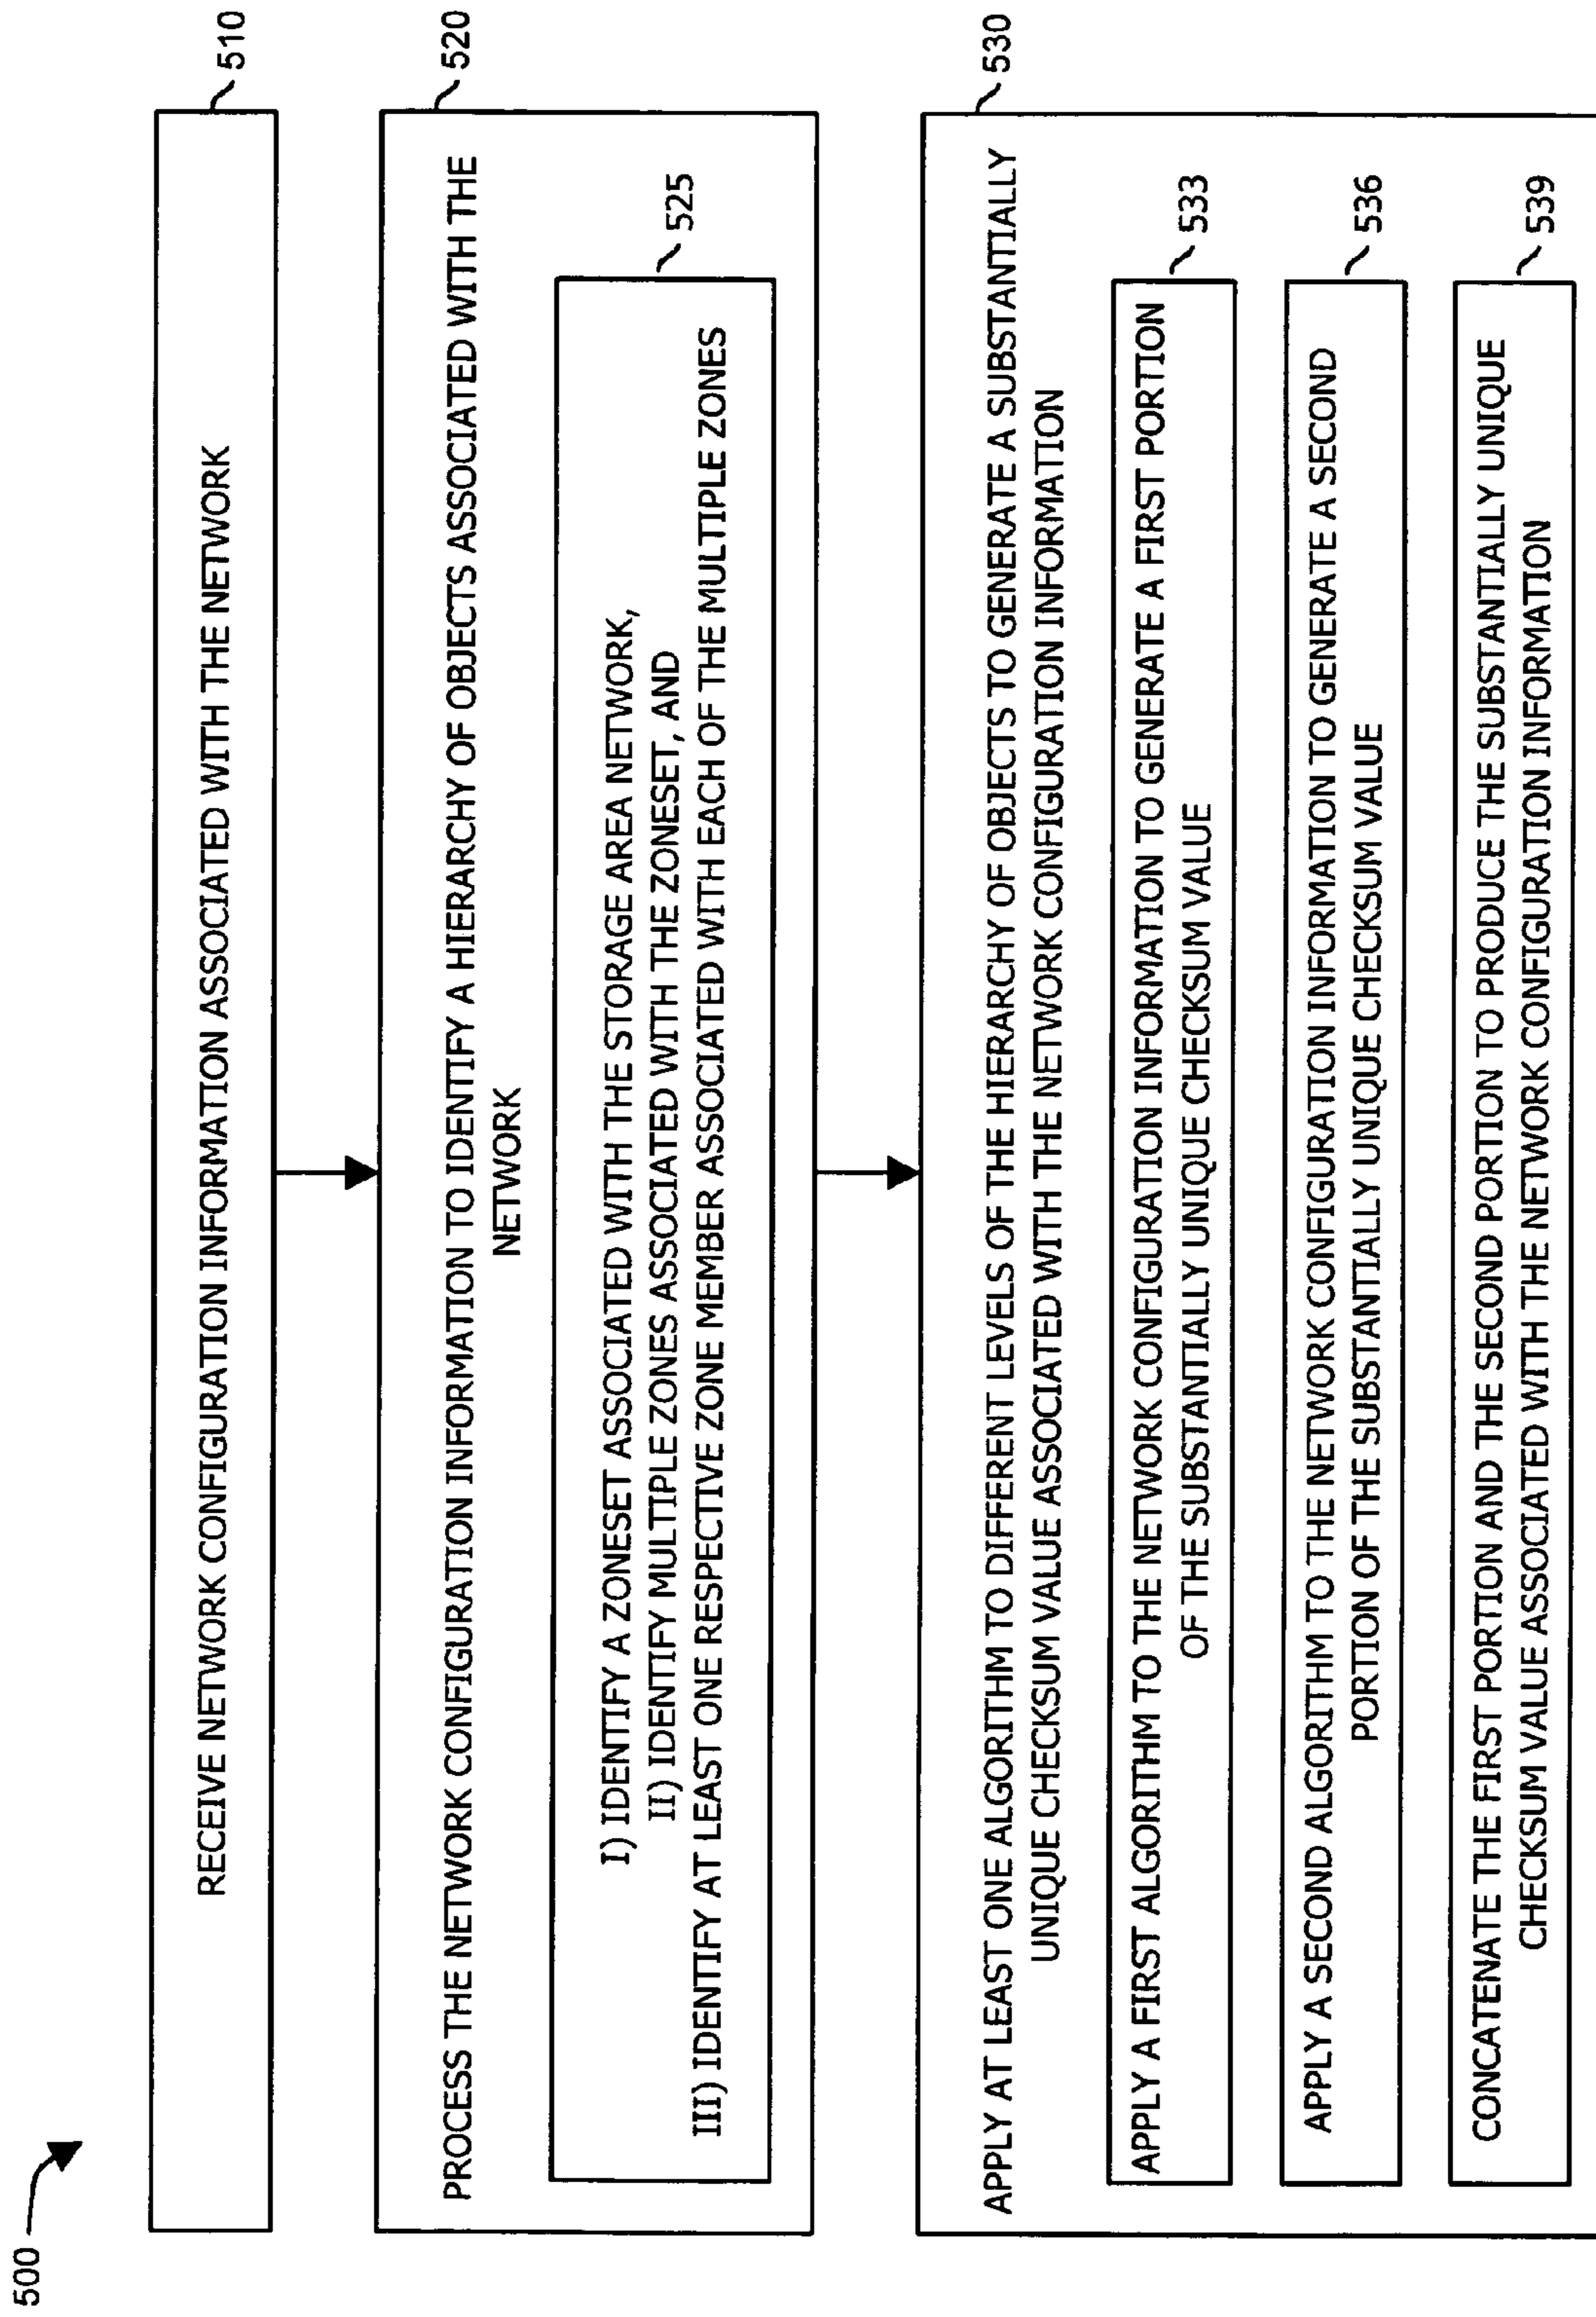 500
RECEIVE NETWORK CONFIGURATION INFORMATION ASSOCIATED WITH THE NETWORK
510
PROCESS THE NETWORK CONFIGURATION INFORMATION TO IDENTIFY A HIERARCHY OF OBJECTS ASSOCIATED WITH THE
NETWORK
520
I) IDENTIFY A ZONESET ASSOCIATED WITH THE STORAGE AREA NETWORK,
II) IDENTIFY MULTIPLE ZONES ASSOCIATED WITH THE ZONESET, AND
III) IDENTIFY AT LEAST ONE RESPECTIVE ZONE MEMBER ASSOCIATED WITH EACH OF THE MULTIPLE ZONES
525
APPLY AT LEAST ONE ALGORITHM TO DIFFERENT LEVELS OF THE HIERARCHY OF OBJECTS TO GENERATE A SUBSTANTIALLY
UNIQUE CHECKSUM VALUE ASSOCIATED WITH THE NETWORK CONFIGURATION INFORMATION
530
APPLY A FIRST ALGORITHM TO THE NETWORK CONFIGURATION INFORMATION TO GENERATE A FIRST PORTION
OF THE SUBSTANTIALLY UNIQUE CHECKSUM VALUE
533
APPLY A SECOND ALGORITHM TO THE NETWORK CONFIGURATION INFORMATION TO GENERATE A SECOND
PORTION OF THE SUBSTANTIALLY UNIQUE CHECKSUM VALUE
536
CONCATENATE THE FIRST PORTION AND THE SECOND PORTION TO PRODUCE THE SUBSTANTIALLY UNIQUE
CHECKSUM VALUE ASSOCIATED WITH THE NETWORK CONFIGURATION INFORMATION
539